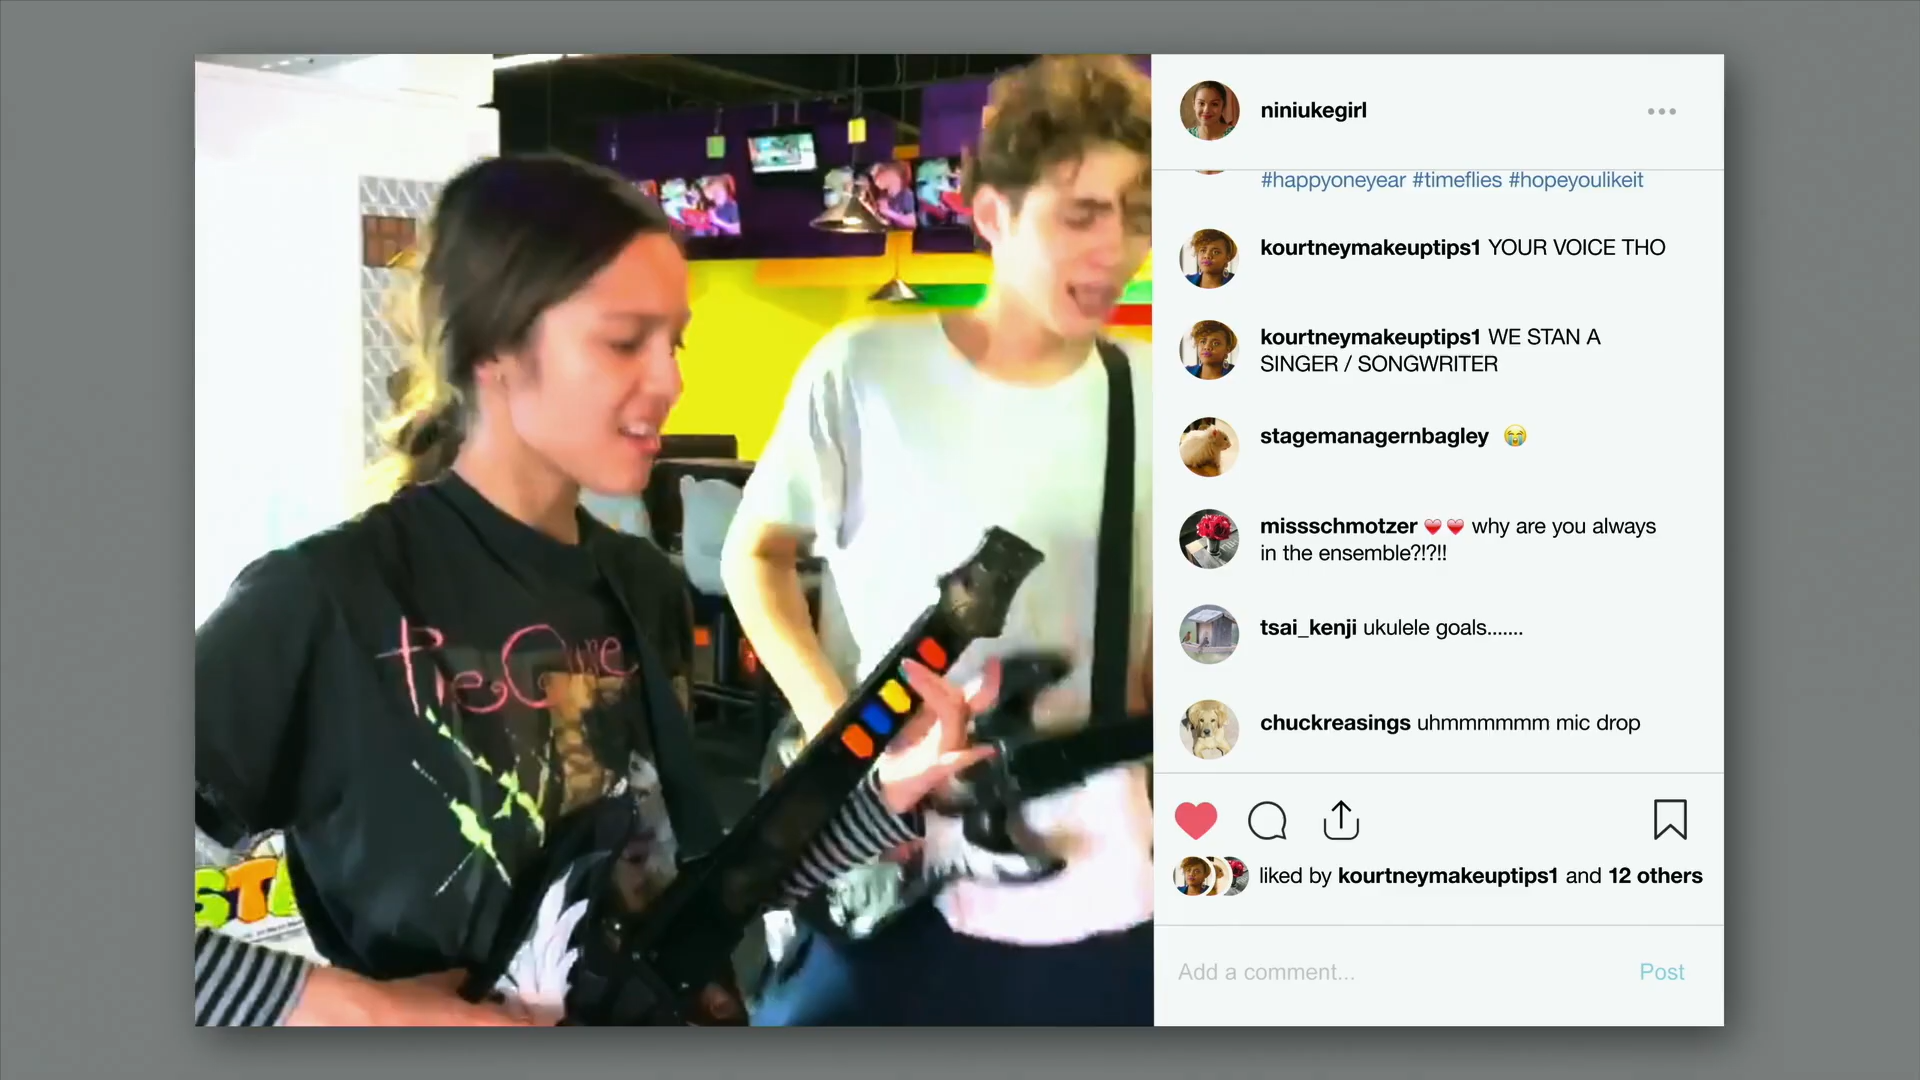 niniukegirl
#happyoneyear #timeflies #hopeyoulikeit
kourtneymakeuptips1 YOUR VOICE THO
kourtneymakeuptips1 WE STAN A
SINGER / SONGWRITER
stagemanagernbagley 😭
missschmotzer ❤️❤️ why are you always
in the ensemble?!?!!
tsai_kenji ukulele goals.......
chuckreasings uhmmmmmm mic drop
liked by kourtneymakeuptips1 and 12 others
Add a comment... Post
The Cure